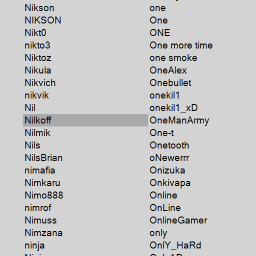 Nikson one
NIKSON One
Nikt0 ONE
nikto3 One more time
Niktoz one smoke
Nikula OneAlex
Nikvich Onebullet
nikvik onekil1
Nil onekil1_xD
Nilkoff OneManArmy
Nilmik One-t
Nils Onetooth
NilsBrian oNewerrr
nimafia Onizuka
Nimkaru Onkivapa
Nimo888 Online
nimrof OnLine
Nimuss OnlineGamer
Nimzana only
ninja OnlY_HaRd